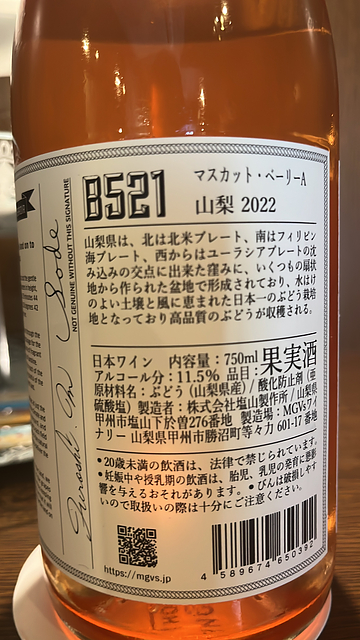 B521
マスカット・ベーリーA
山梨 2022
NOT GENUINE WITHOUT THIS SIGNATURE
山梨県は、北は北米プレート、南はフィリピン
海プレート、西からはユーラシアプレートの沈
み込みの交点に出来た窪みに、いくつもの扇状
地から作られた盆地で形成されており、水はけ
のよい土壌と風に恵まれた日本一のぶどう栽培
地となっており高品質のぶどうが収穫される。
日本ワイン 内容量:750ml 果実酒
アルコール分:11.5% 品目:
原材料名:ぶどう(山梨県産)/酸化防止剤(亜
硫酸塩) 製造者:株式会社塩山製作所/山梨県
甲州市塩山下於曽276番地 製造場:MGVsワイ
ナリー 山梨県甲州市勝沼町等々力 601-17 番地
●20歳未満の飲酒は、法律で禁じられています。
●妊娠中や授乳期の飲酒は、胎児、乳児の発育に悪影
響を与えるおそれがあります。●びんは破損しやす
いので取扱いの際は十分にご注意ください。
https://mgvs.jp
4 589674 650392